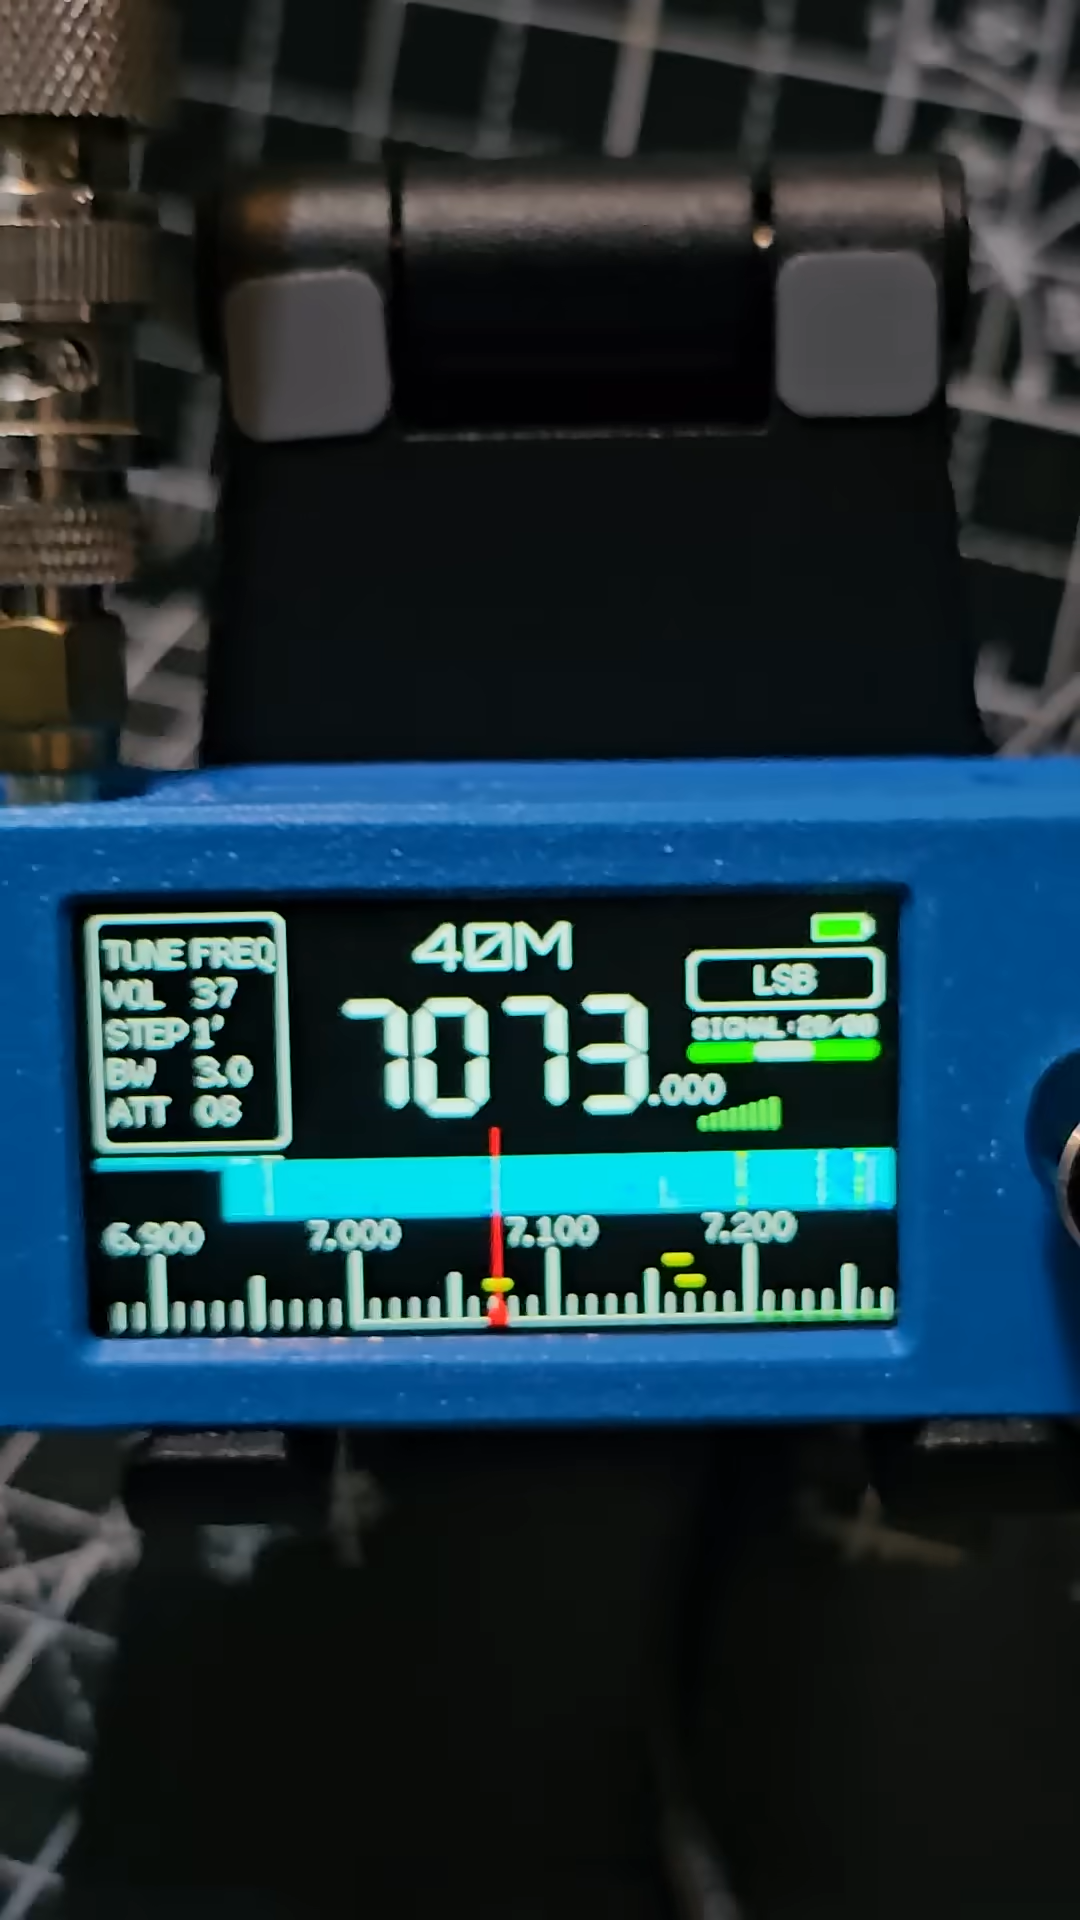 TUNE FREQ
VOL 37
STEP 1'
BW 3.0
ATT 08
40M
7073.000
LSB
6.900 7.000 7.100 7.200